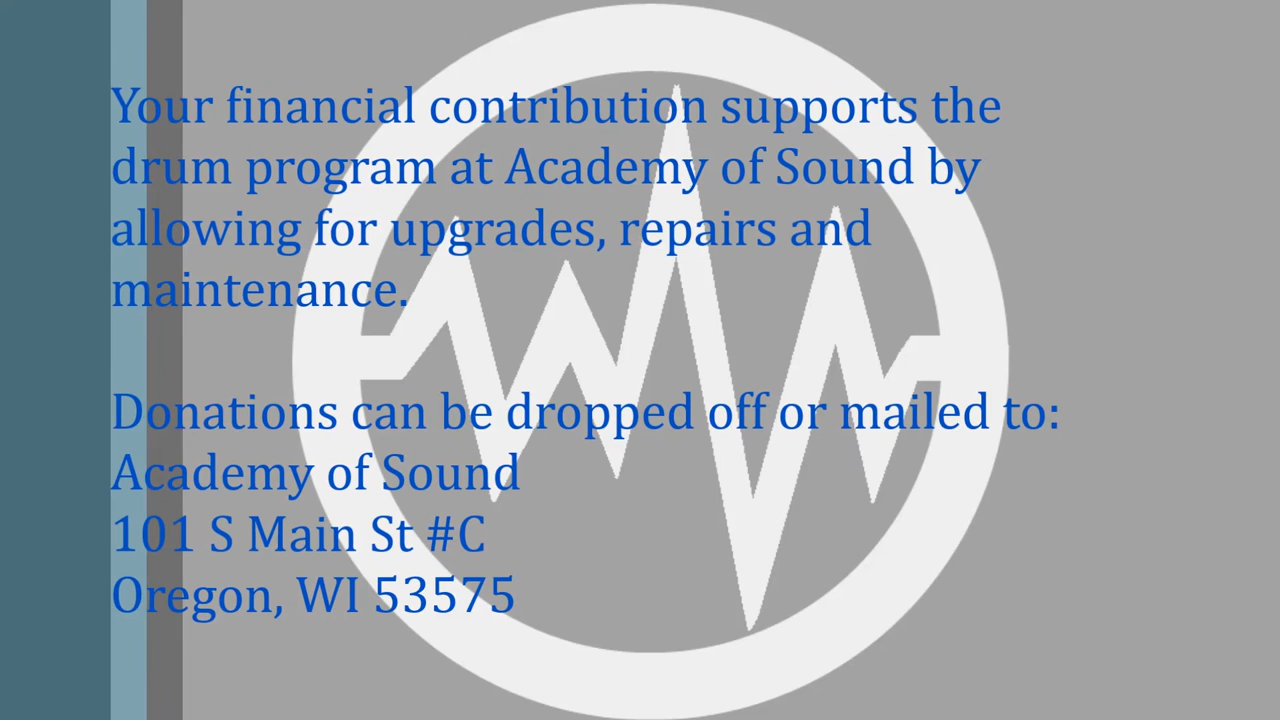 Your financial contribution supports the
drum program at Academy of Sound by
allowing for upgrades, repairs and
maintenance.
Donations can be dropped off or mailed to:
Academy of Sound
101 S Main St #C
Oregon, WI 53575